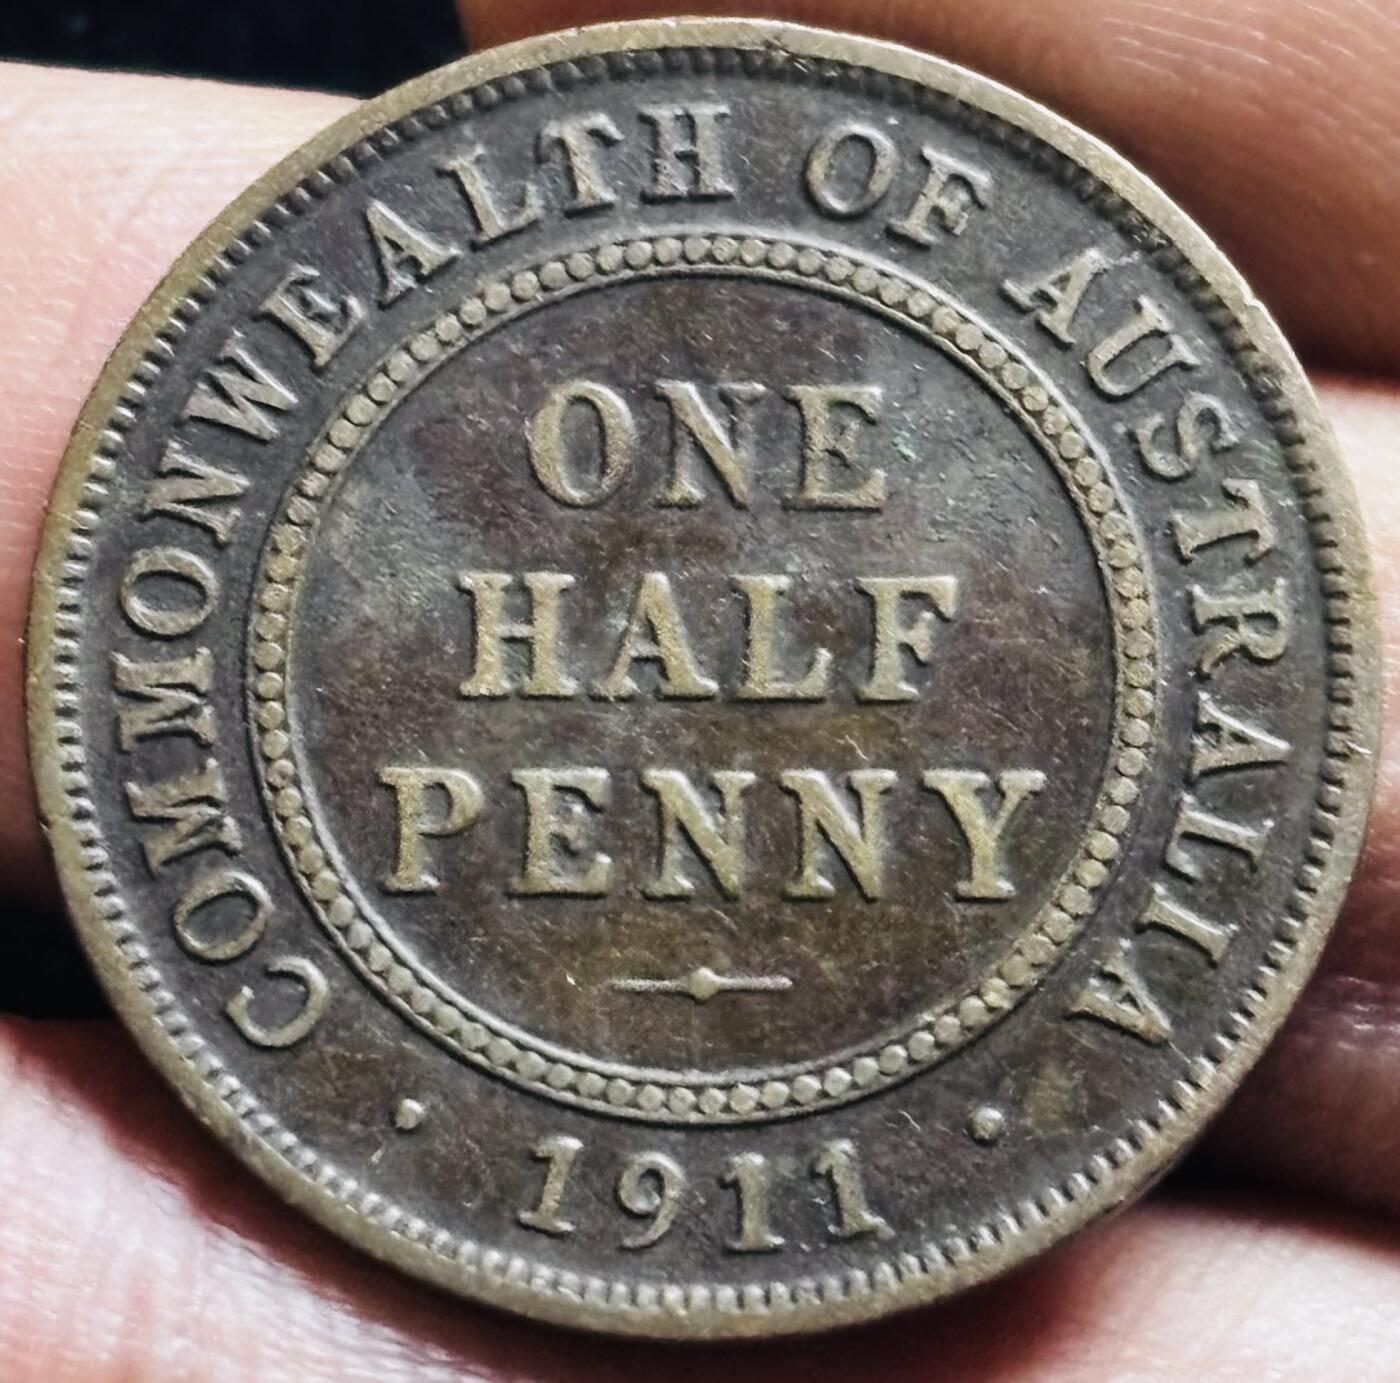 COMMONWEALTH OF AUSTRALIA
ONE
HALF
PENNY
· 1911 ·